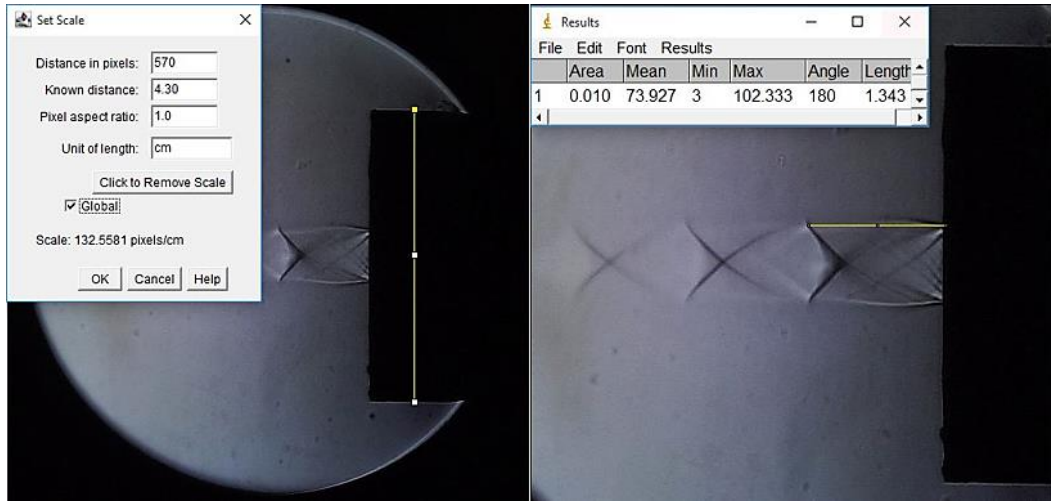 Set Scale
Distance in pixels: 570
Known distance: 4.30
Pixel aspect ratio: 1.0
Unit of length: cm
Click to Remove Scale
Global
Scale: 132.5581 pixels/cm
OK Cancel Help
Results
File Edit Font Results
Area Mean Min Max Angle Length
1 0.010 73.927 3 102.333 180 1.343